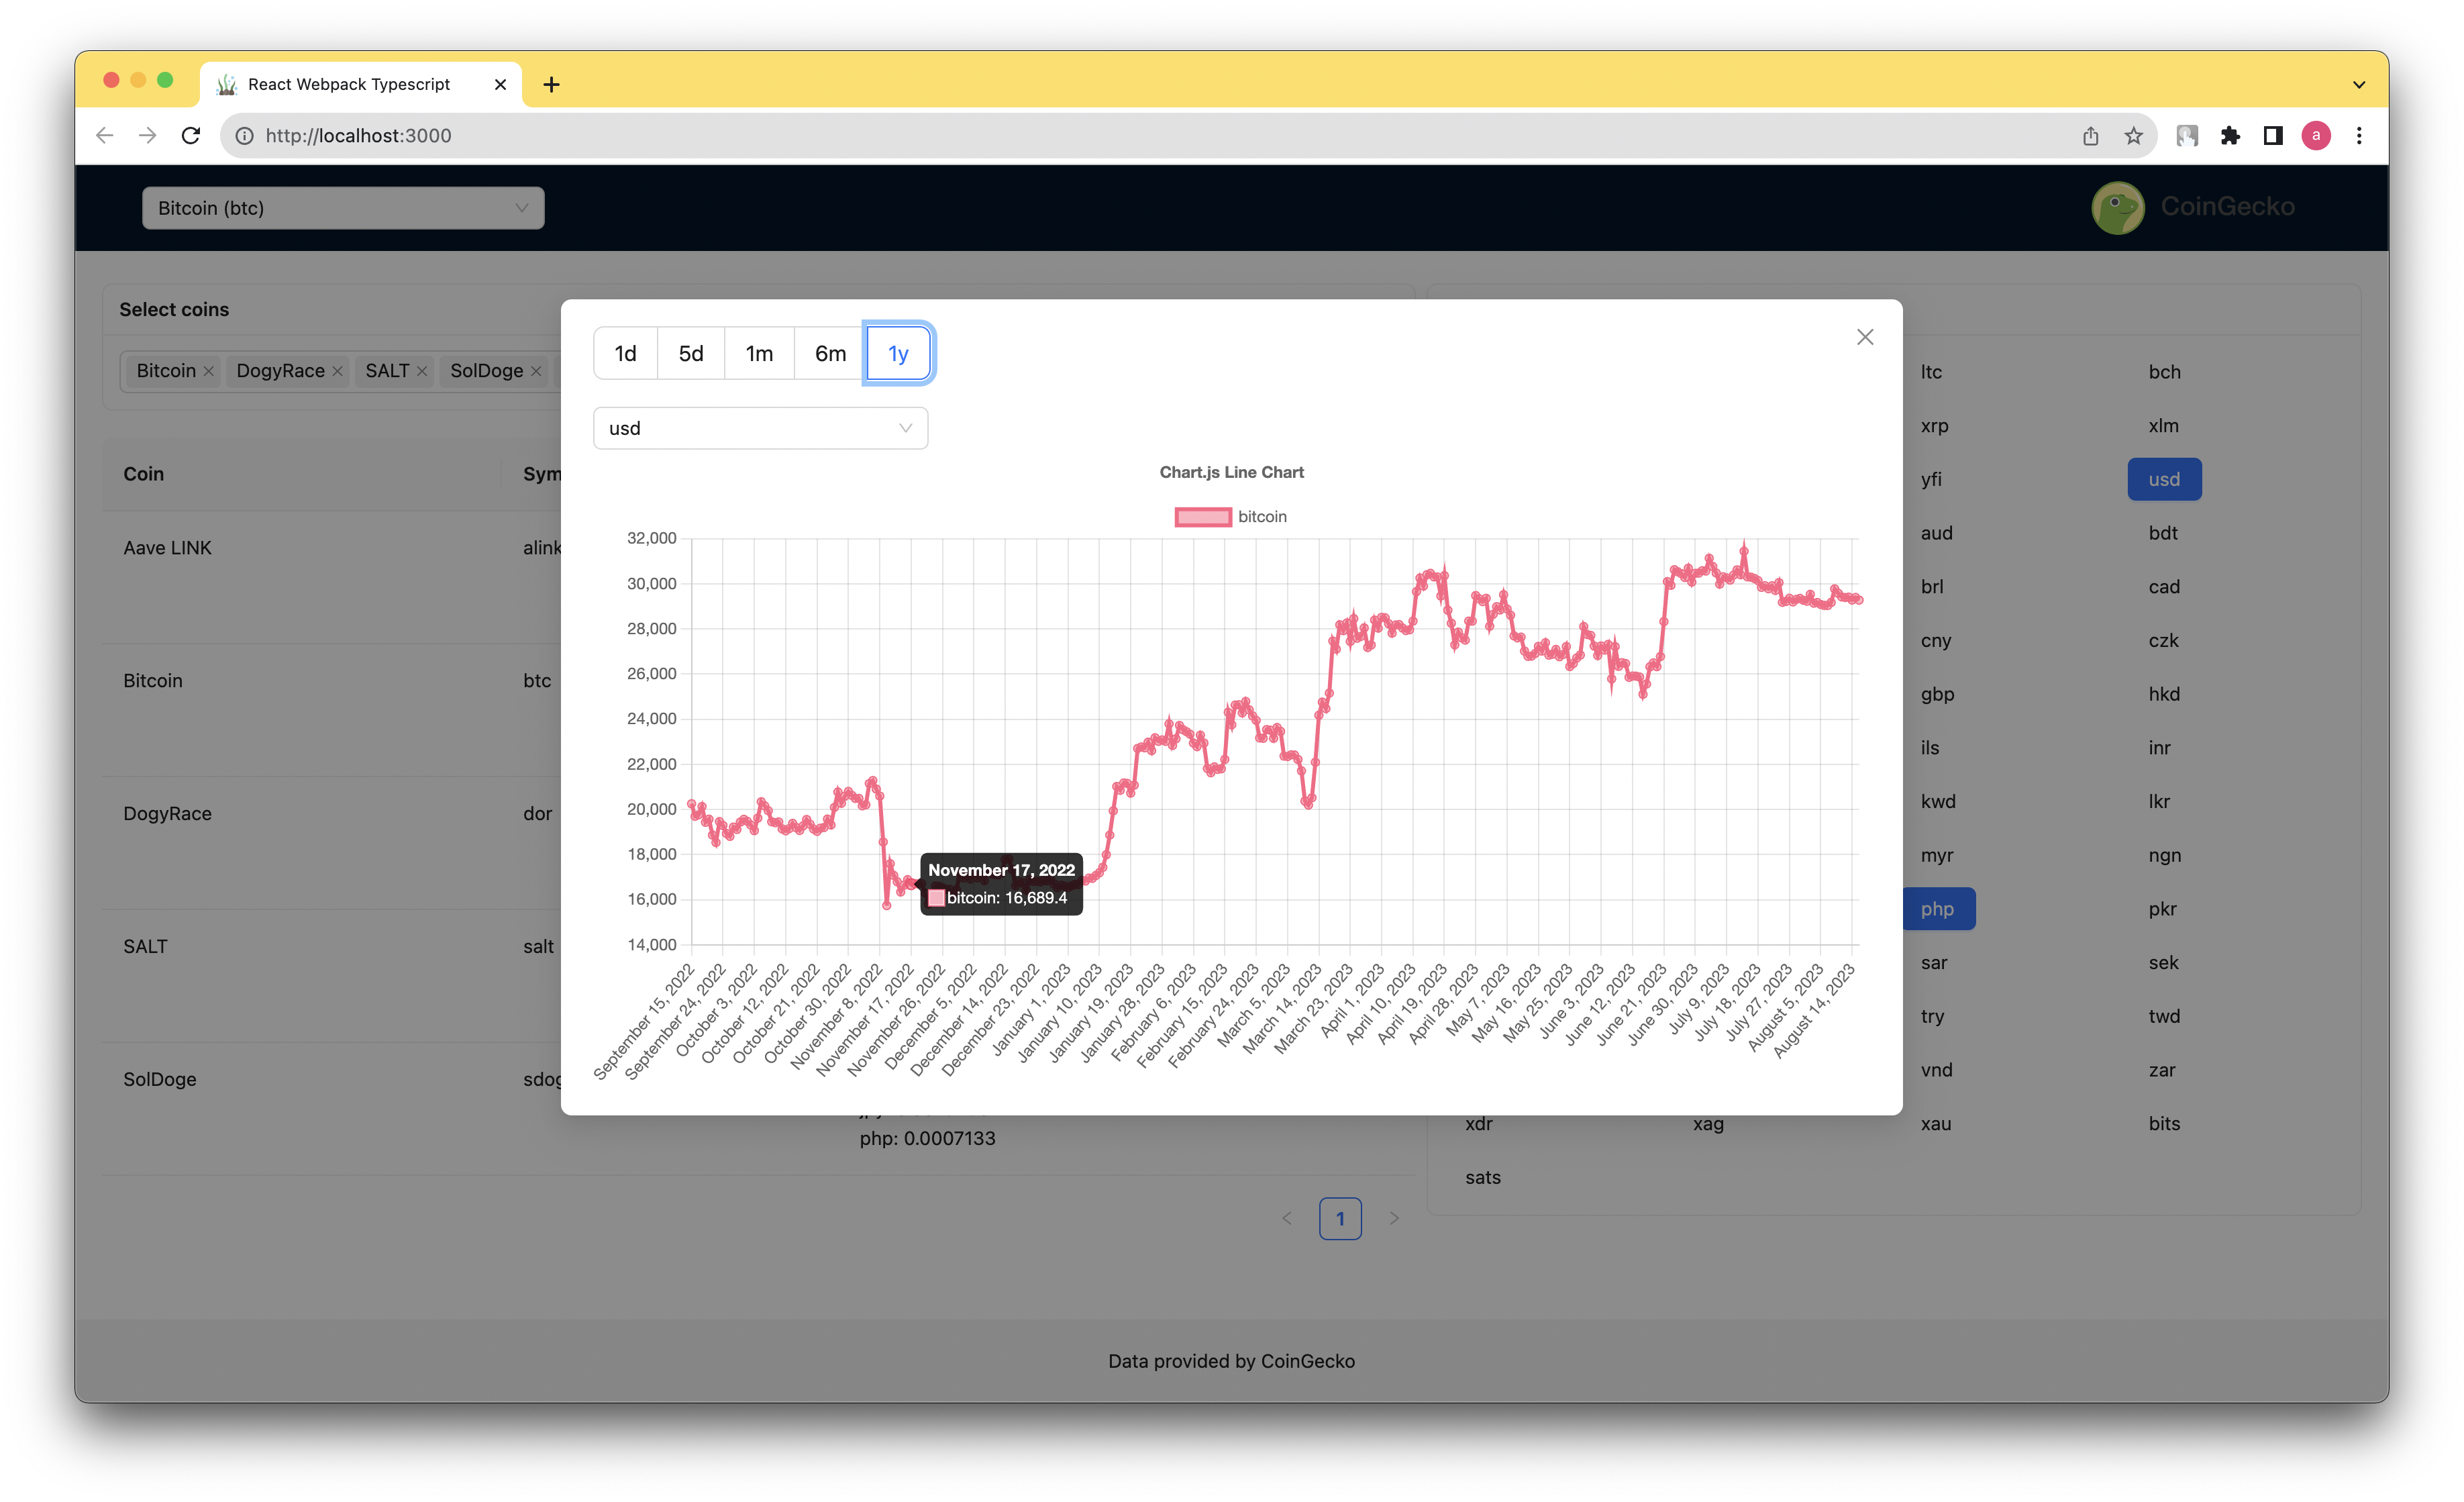 React Webpack Typescript
http://localhost:3000
a
Bitcoin (btc)
CoinGecko
Select coins
Bitcoin DogyRace SALT SolDoge
Coin Sym
Aave LINK alink
Bitcoin btc
DogyRace dor
SALT salt
SolDoge sdog
php: 0.0007133
1
1d 5d 1m 6m 1y
usd
Chart.js Line Chart
bitcoin
32,000
30,000
28,000
26,000
24,000
22,000
20,000
18,000
16,000
14,000
November 17, 2022
bitcoin: 16,689.4
September 15, 2022
September 24, 2022
October 3, 2022
October 12, 2022
October 21, 2022
October 30, 2022
November 8, 2022
November 17, 2022
November 26, 2022
December 5, 2022
December 14, 2022
December 23, 2022
January 1, 2023
January 10, 2023
January 19, 2023
January 28, 2023
February 6, 2023
February 15, 2023
February 24, 2023
March 5, 2023
March 14, 2023
March 23, 2023
April 1, 2023
April 10, 2023
April 19, 2023
April 28, 2023
May 7, 2023
May 16, 2023
May 25, 2023
June 3, 2023
June 12, 2023
June 21, 2023
June 30, 2023
July 9, 2023
July 18, 2023
July 27, 2023
August 5, 2023
August 14, 2023
ltc bch
xrp xlm
yfi usd
aud bdt
brl cad
cny czk
gbp hkd
ils inr
kwd lkr
myr ngn
php pkr
sar sek
try twd
vnd zar
xdr xag xau bits
sats
Data provided by CoinGecko